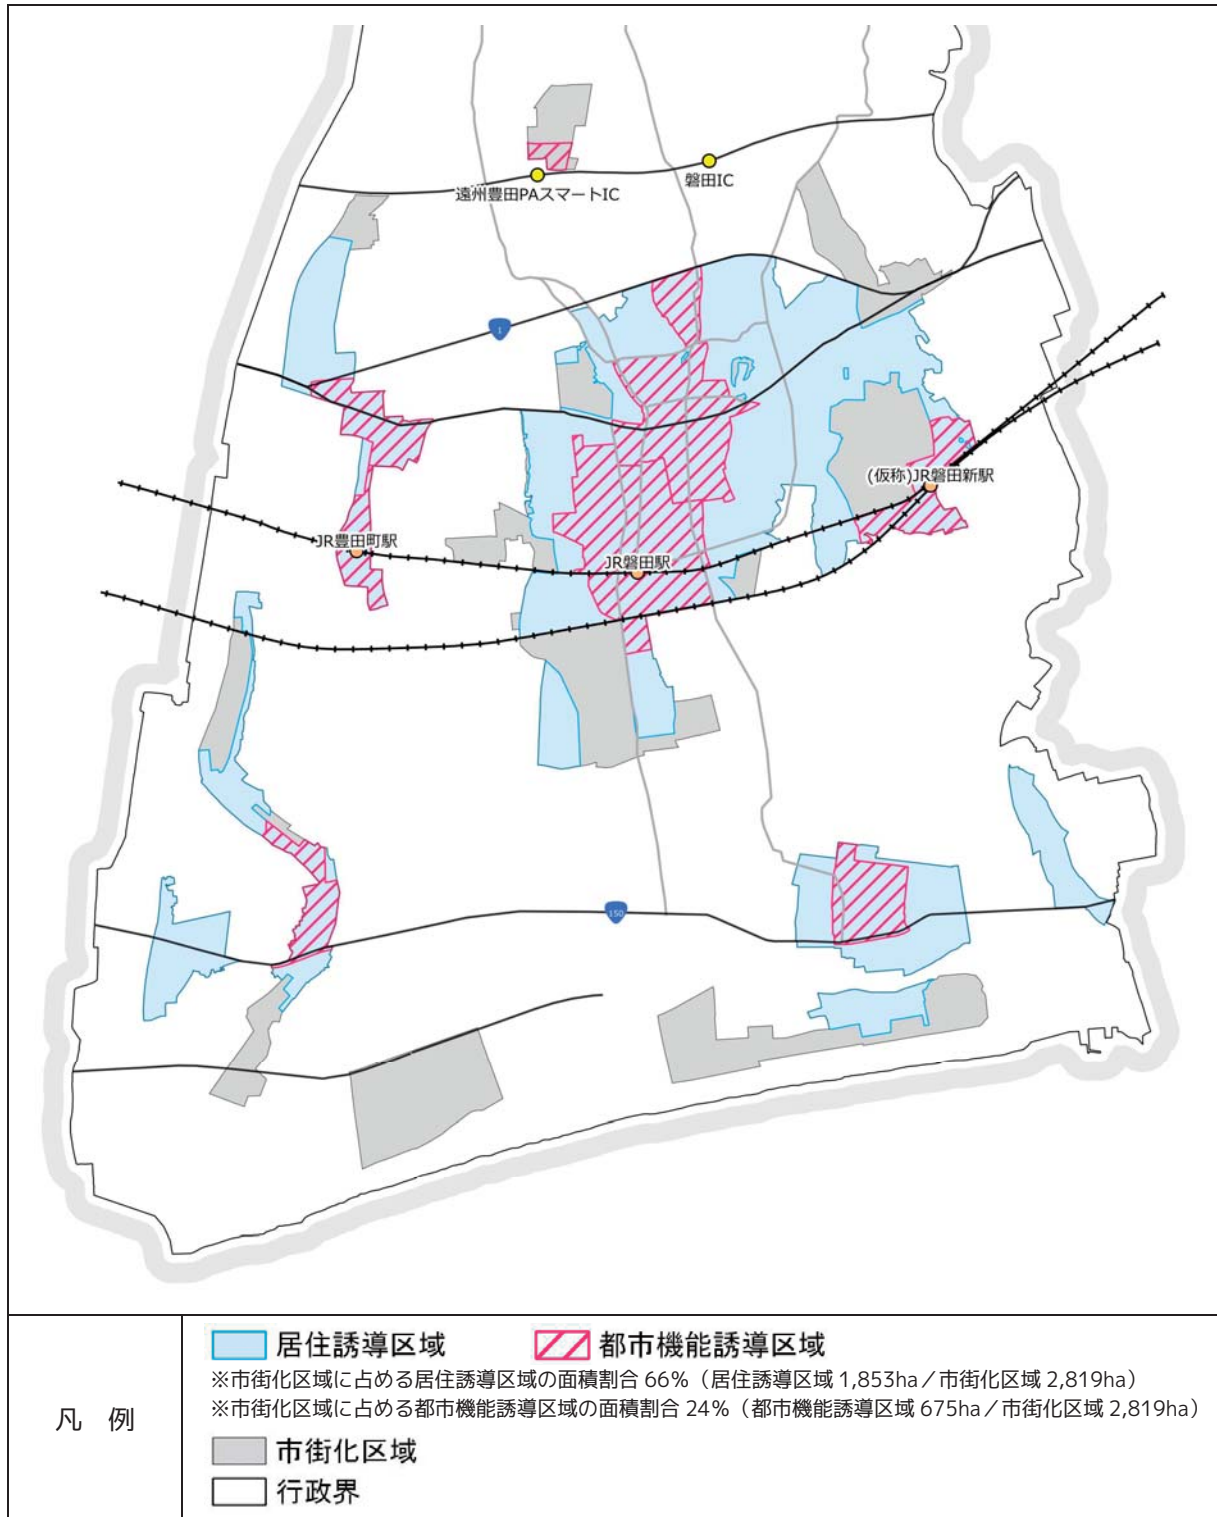 磐田IC
遠州豊田PAスマートIC
1
(仮称)JR磐田新駅
JR豊田町駅
JR磐田駅
150
凡 例
居住誘導区域
都市機能誘導区域
※市街化区域に占める居住誘導区域の面積割合 66%（居住誘導区域 1,853ha／市街化区域 2,819ha）
※市街化区域に占める都市機能誘導区域の面積割合 24%（都市機能誘導区域 675ha／市街化区域 2,819ha）
市街化区域
行政界